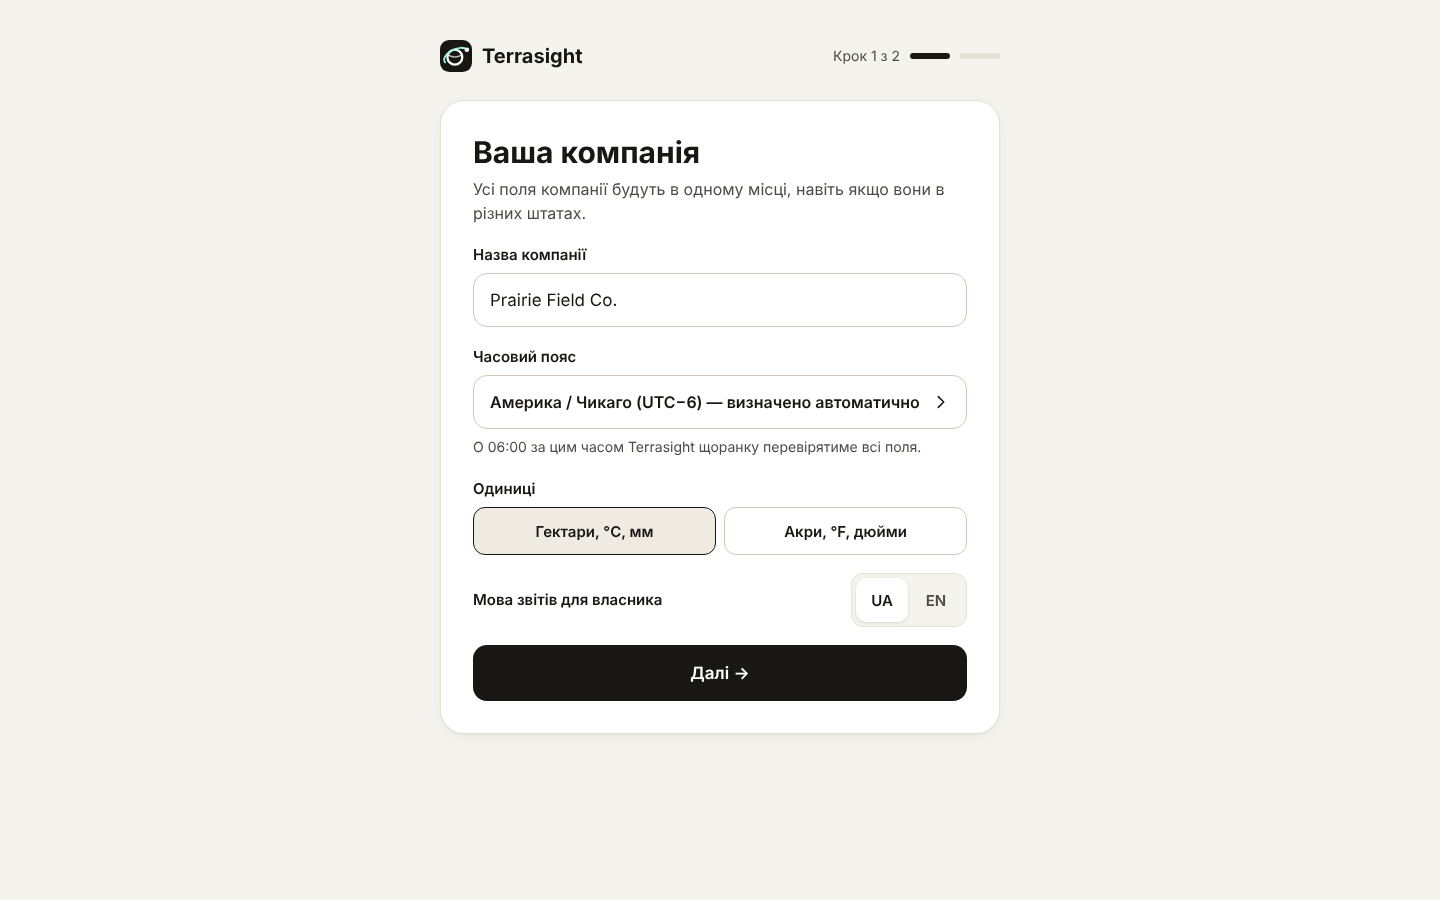 Terrasight
Крок 1 з 2
Ваша компанія
Усі поля компанії будуть в одному місці, навіть якщо вони в
різних штатах.
Назва компанії
Prairie Field Co.
Часовий пояс
Америка / Чикаго (UTC−6) — визначено автоматично
О 06:00 за цим часом Terrasight щоранку перевірятиме всі поля.
Одиниці
Гектари, °C, мм
Акри, °F, дюйми
Мова звітів для власника
UA
EN
Далі →